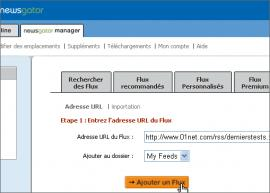 newsgator
line newsgator manager
difier des emplacements | Suppléments | Téléchargements | Mon compte | Aide
Rechercher des Flux
Flux recommandés
Flux Personnalisés
Flux Premium
Adresse URL | Importation
Etape 1 : Entrez l'adresse URL du Flux
Adresse URL du Flux : http://www.01net.com/rss/dernierstests.
Ajouter au dossier : My Feeds
→ Ajouter un Flux